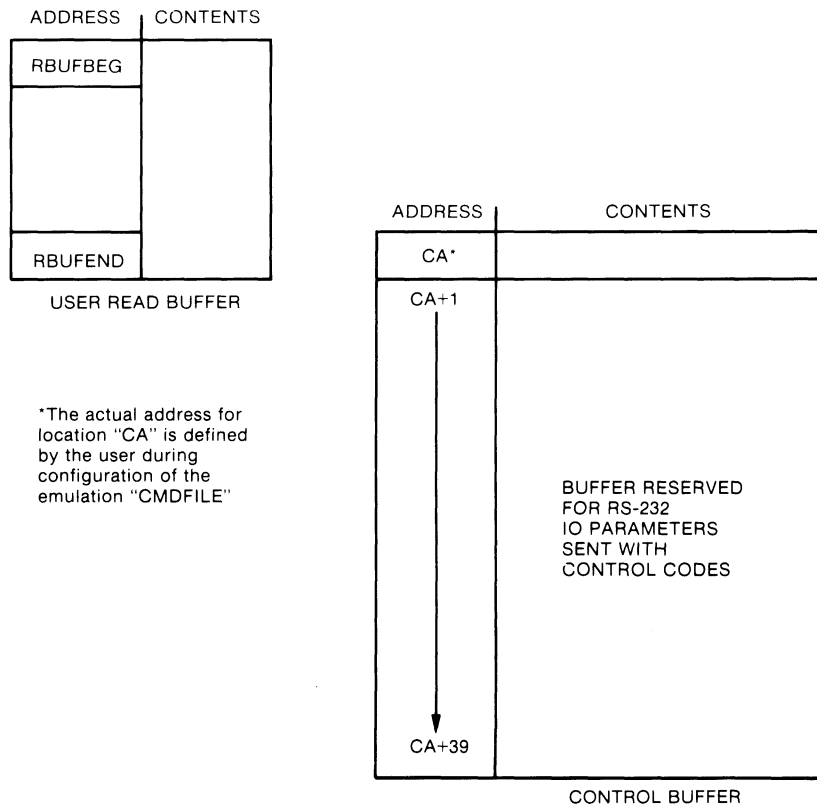 ADDRESS CONTENTS
RBUFBEG
RBUFEND
USER READ BUFFER
*The actual address for
location "CA" is defined
by the user during
configuration of the
emulation "CMDFILE"
ADDRESS CONTENTS
CA*
CA+1
BUFFER RESERVED
FOR RS-232
IO PARAMETERS
SENT WITH
CONTROL CODES
CA+39
CONTROL BUFFER